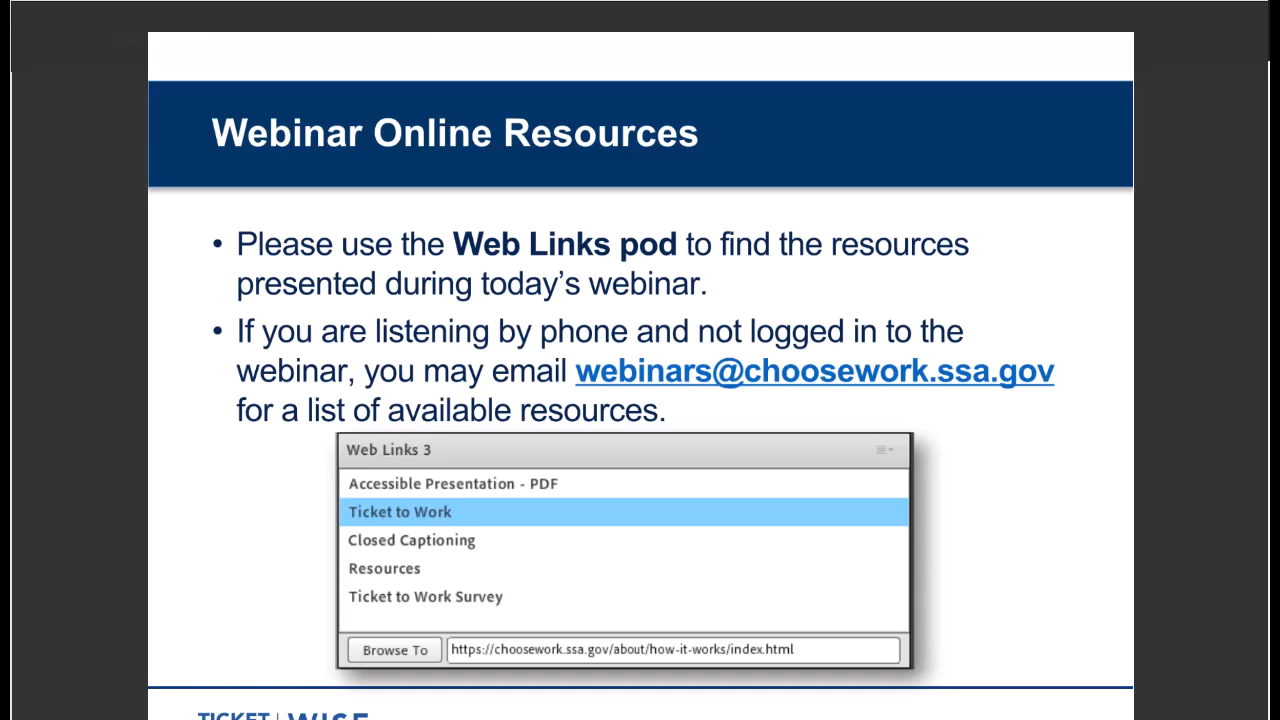 Webinar Online Resources
• Please use the Web Links pod to find the resources
presented during today’s webinar.
• If you are listening by phone and not logged in to the
webinar, you may email webinars@choosework.ssa.gov
for a list of available resources.
Web Links 3
Accessible Presentation - PDF
Ticket to Work
Closed Captioning
Resources
Ticket to Work Survey
Browse To https://choosework.ssa.gov/about/how-it-works/index.html
TICKET | WISE